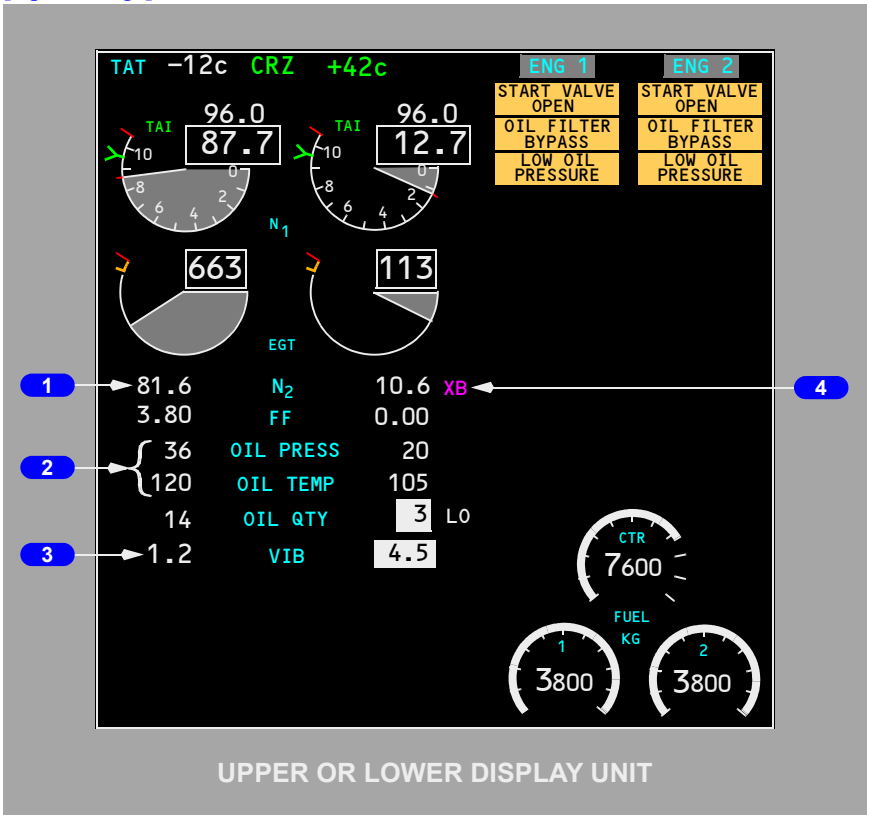 TAT -12c CRZ +42c
ENG 1 ENG 2
START VALVE OPEN START VALVE OPEN
OIL FILTER BYPASS OIL FILTER BYPASS
LOW OIL PRESSURE LOW OIL PRESSURE
96.0 96.0
TAI 87.7 TAI 12.7
10 0 10 0
8 6 4 2 8 6 4 2
N1
663 113
EGT
1 81.6 N2 10.6 XB 4
3.80 FF 0.00
36 OIL PRESS 20
2
120 OIL TEMP 105
14 OIL QTY 3 LO
3 1.2 VIB 4.5
CTR
7600
FUEL
KG
1 2
3800 3800
UPPER OR LOWER DISPLAY UNIT